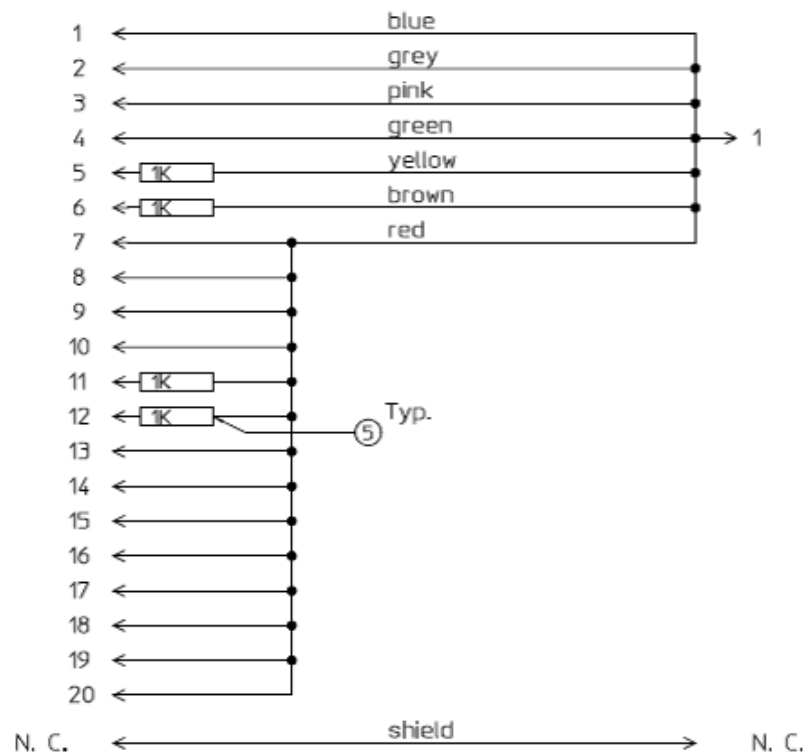 1 blue
2 grey
3 pink
4 green 1
5 1K yellow
6 1K brown
7 red
8
9
10
11 1K
12 1K 5 Typ.
13
14
15
16
17
18
19
20
N. C. shield N. C.